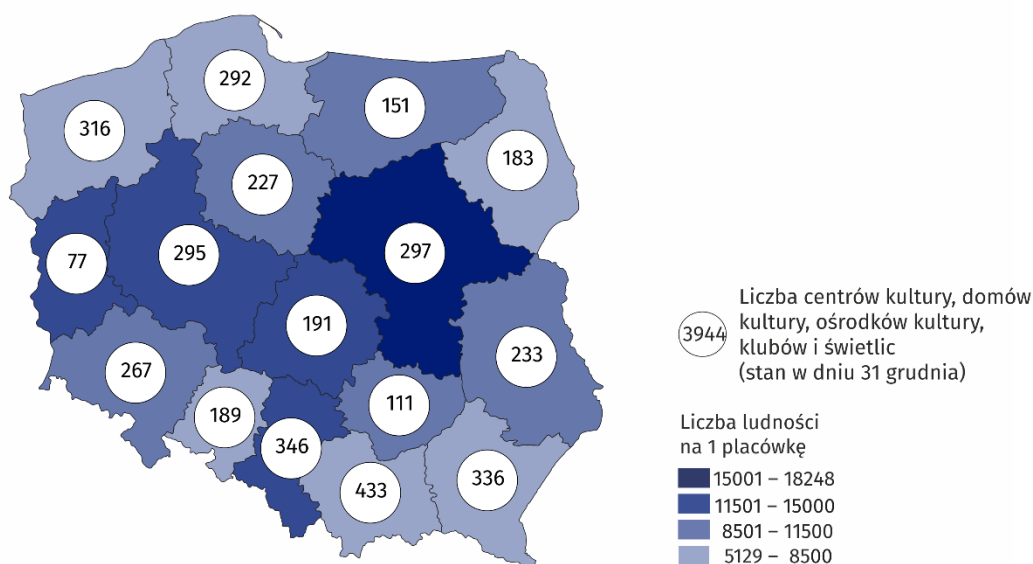 292
151
316
183
227
297
295
77
191
233
267
111
189
346
336
433
3944
Liczba centrów kultury, domów
kultury, ośrodków kultury,
klubów i świetlic
(stan w dniu 31 grudnia)
Liczba ludności
na 1 placówkę
15001 – 18248
11501 – 15000
8501 – 11500
5129 – 8500